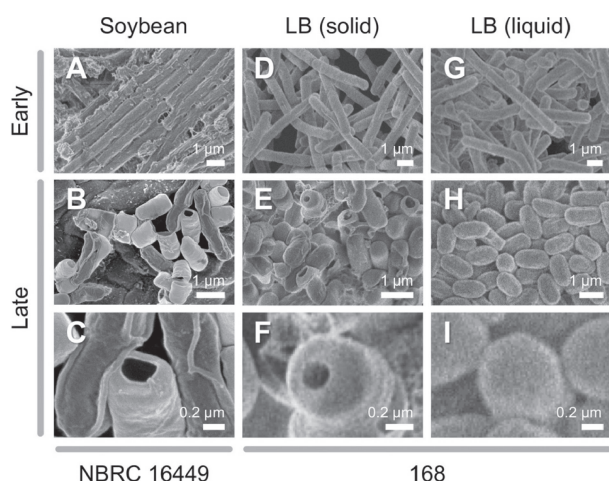 Soybean LB (solid) LB (liquid)
Early
A D G
1 µm 1 µm 1 µm
Late
B E H
1 µm 1 µm 1 µm
C F I
0.2 µm 0.2 µm 0.2 µm
NBRC 16449 168